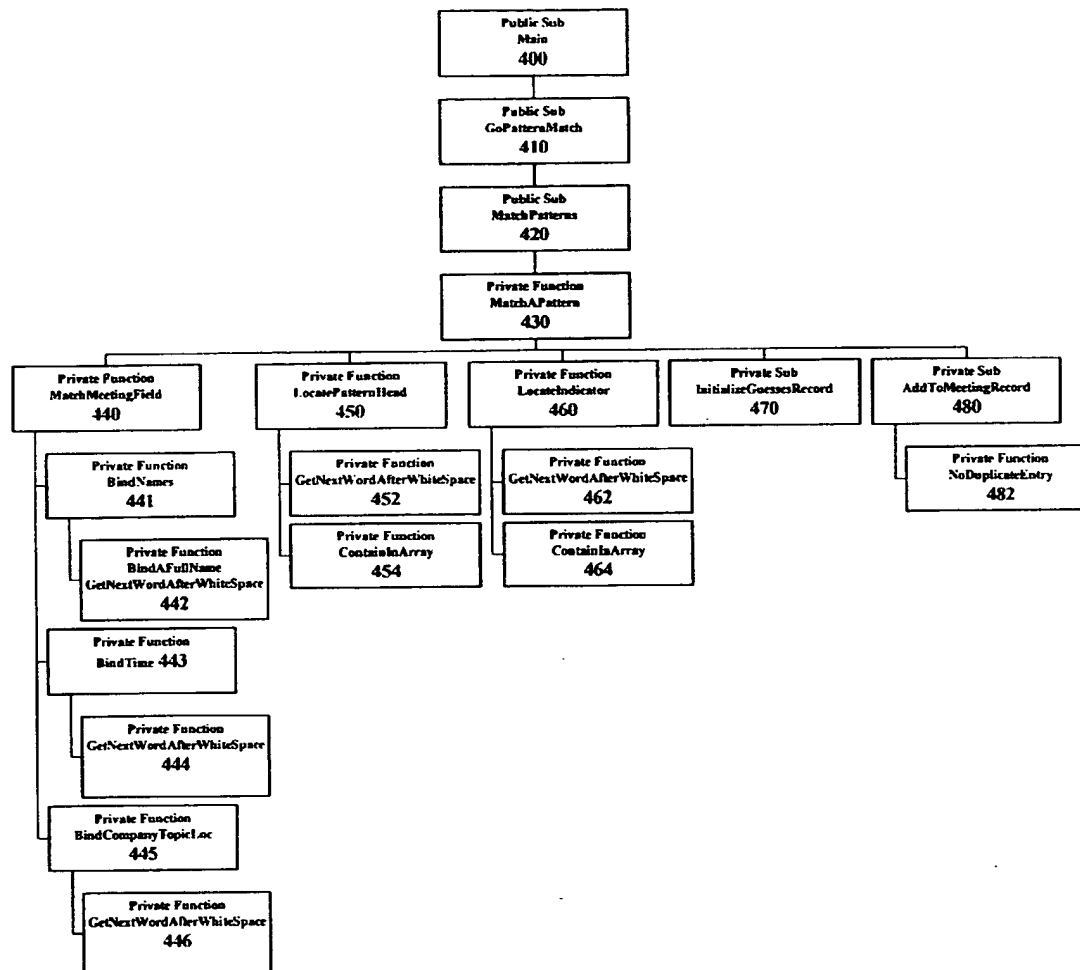 Public Sub
Main
400
Public Sub
GoPatternMatch
410
Public Sub
MatchPatterns
420
Private Function
MatchAPattern
430
Private Function
MatchMeetingField
440
Private Function
LocatePatternHead
450
Private Function
LocateIndicator
460
Private Sub
InitializeGuessesRecord
470
Private Sub
AddToMeetingRecord
480
Private Function
BindNames
441
Private Function
GetNextWordAfterWhiteSpace
452
Private Function
GetNextWordAfterWhiteSpace
462
Private Function
NoDuplicateEntry
482
Private Function
ContainInArray
454
Private Function
ContainInArray
464
Private Function
BindAFullName
GetNextWordAfterWhiteSpace
442
Private Function
BindTime 443
Private Function
GetNextWordAfterWhiteSpace
444
Private Function
BindCompanyTopicLoc
445
Private Function
GetNextWordAfterWhiteSpace
446